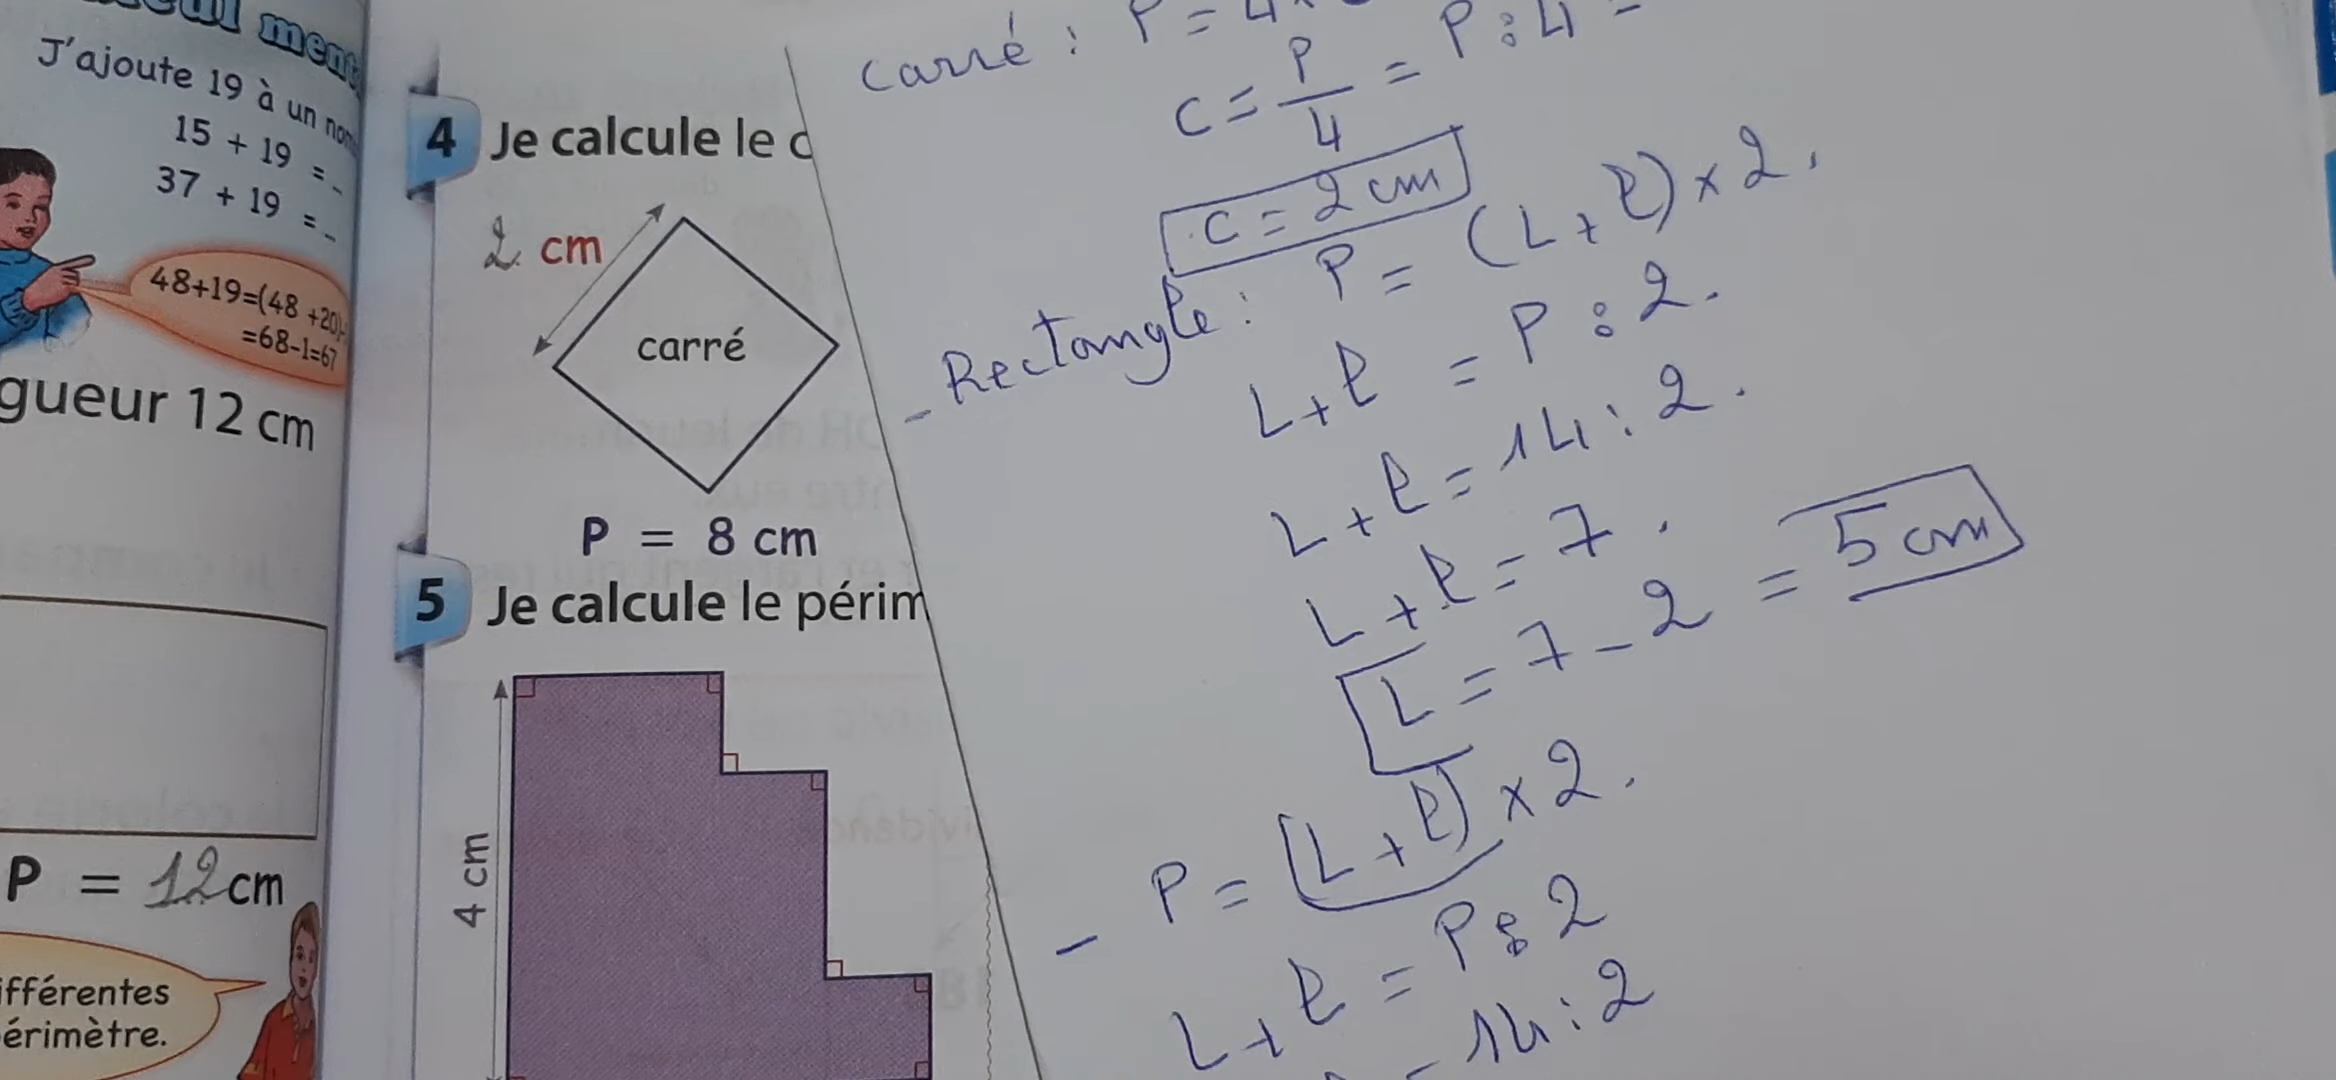 J'ajoute 19 à un
15 + 19 = _
37 + 19 = _
48+19=(48 +20)-
=68-1=67
gueur 12 cm
P = 12 cm
ifférentes
érimètre.
4 Je calcule le
2 cm
carré
P = 8 cm
5 Je calcule le périm
4 cm
carré : P = 4 ×
C = P/4 = P : 4 =
C = 2 cm
- Rectangle : P = (L + l) × 2.
L + l = P : 2.
L + l = 14 : 2.
L + l = 7.
L = 7 - 2 = 5 cm
- P = (L + l) × 2.
L + l = P : 2
14 : 2